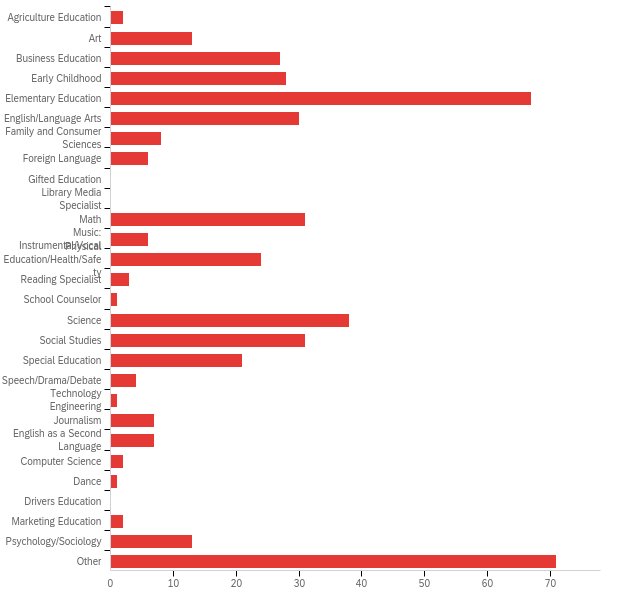 Agriculture Education
Art
Business Education
Early Childhood
Elementary Education
English/Language Arts
Family and Consumer
Sciences
Foreign Language
Gifted Education
Library Media
Specialist
Math
Music:
Instrumental/Vocal
Physical
Education/Health/Safe
ty
Reading Specialist
School Counselor
Science
Social Studies
Special Education
Speech/Drama/Debate
Technology
Engineering
Journalism
English as a Second
Language
Computer Science
Dance
Drivers Education
Marketing Education
Psychology/Sociology
Other
0 10 20 30 40 50 60 70